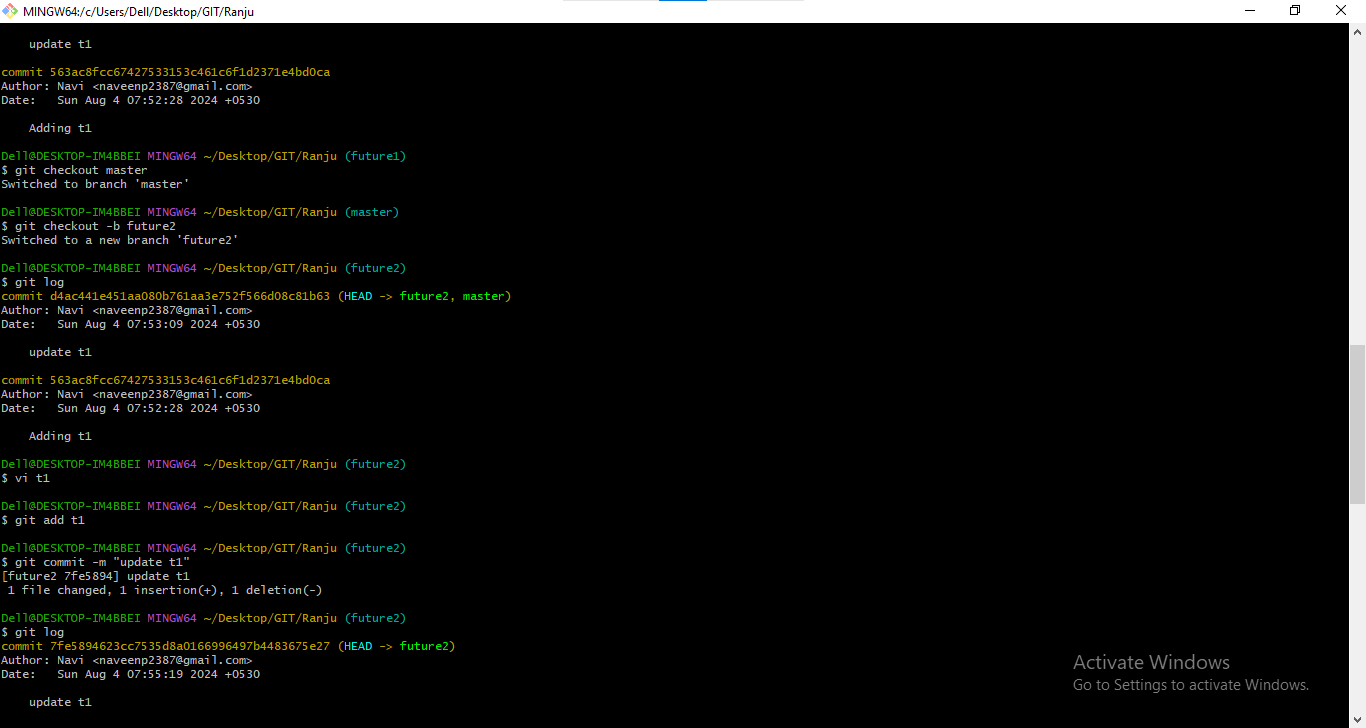 MINGW64:/c/Users/Dell/Desktop/GIT/Ranju
update t1
commit 563ac8fcc67427533153c461c6f1d2371e4bd0ca
Author: Navi <naveenp2387@gmail.com>
Date:   Sun Aug 4 07:52:28 2024 +0530
Adding t1
Dell@DESKTOP-IM4BBEI MINGW64 ~/Desktop/GIT/Ranju (future1)
$ git checkout master
Switched to branch 'master'
Dell@DESKTOP-IM4BBEI MINGW64 ~/Desktop/GIT/Ranju (master)
$ git checkout -b future2
Switched to a new branch 'future2'
Dell@DESKTOP-IM4BBEI MINGW64 ~/Desktop/GIT/Ranju (future2)
$ git log
commit d4ac441e451aa080b761aa3e752f566d08c81b63 (HEAD -> future2, master)
Author: Navi <naveenp2387@gmail.com>
Date:   Sun Aug 4 07:53:09 2024 +0530
update t1
commit 563ac8fcc67427533153c461c6f1d2371e4bd0ca
Author: Navi <naveenp2387@gmail.com>
Date:   Sun Aug 4 07:52:28 2024 +0530
Adding t1
Dell@DESKTOP-IM4BBEI MINGW64 ~/Desktop/GIT/Ranju (future2)
$ vi t1
Dell@DESKTOP-IM4BBEI MINGW64 ~/Desktop/GIT/Ranju (future2)
$ git add t1
Dell@DESKTOP-IM4BBEI MINGW64 ~/Desktop/GIT/Ranju (future2)
$ git commit -m "update t1"
[future2 7fe5894] update t1
 1 file changed, 1 insertion(+), 1 deletion(-)
Dell@DESKTOP-IM4BBEI MINGW64 ~/Desktop/GIT/Ranju (future2)
$ git log
commit 7fe5894623cc7535d8a0166996497b4483675e27 (HEAD -> future2)
Author: Navi <naveenp2387@gmail.com>
Date:   Sun Aug 4 07:55:19 2024 +0530
update t1
Activate Windows
Go to Settings to activate Windows.